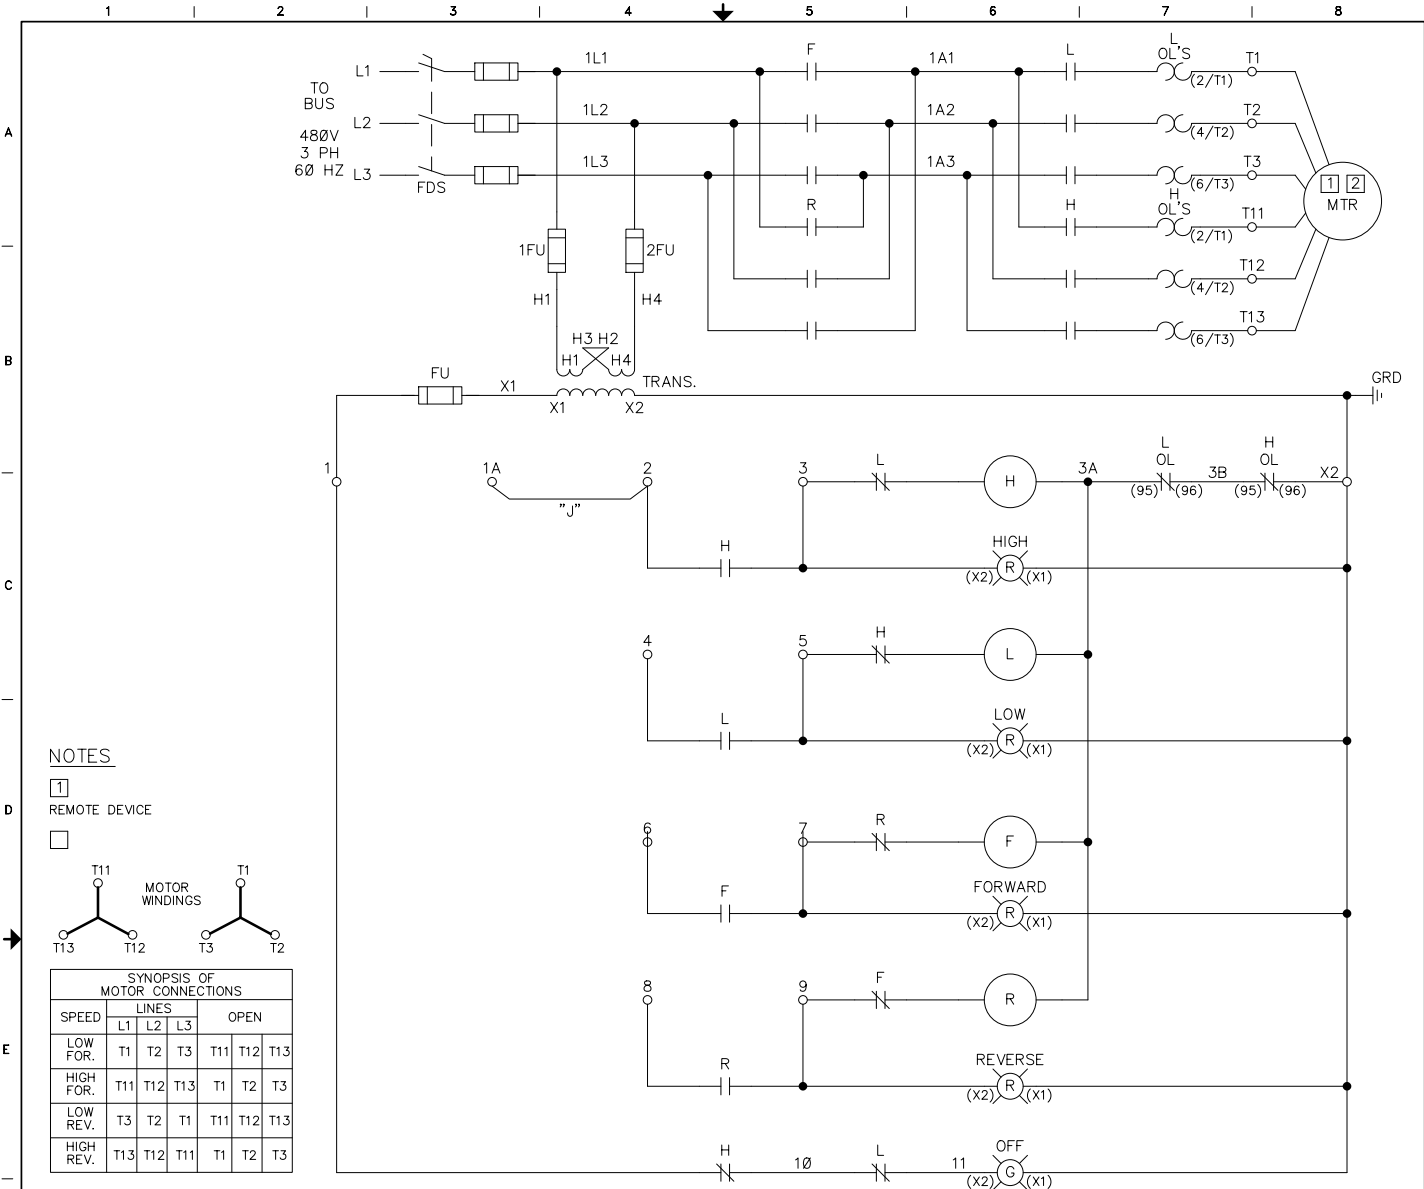 1 2 3 4 5 6 7 8
A
B
C
D
E
TO
BUS
480V
3 PH
60 HZ
L1
L2
L3
FDS
1L1
1L2
1L3
F
R
1A1
1A2
1A3
L
H
L
OL'S
(2/T1)
T1
(4/T2)
T2
(6/T3)
T3
H
OL'S
(2/T1)
T11
(4/T2)
T12
(6/T3)
T13
1 2
MTR
1FU
2FU
H1
H4
H3 H2
H1 H4
FU
X1
X1 X2
TRANS.
GRD
1
1A
"J"
2
3
L
H
3A
L
OL
(95) (96)
3B
H
OL
(95) (96)
X2
H
HIGH
(X2) R (X1)
4
5
H
L
L
LOW
(X2) R (X1)
6
7
R
F
F
FORWARD
(X2) R (X1)
8
9
F
R
R
REVERSE
(X2) R (X1)
H
10
L
11
OFF
(X2) G (X1)
NOTES
1
REMOTE DEVICE
T11
T13 T12
MOTOR
WINDINGS
T1
T3 T2
SYNOPSIS OF
MOTOR CONNECTIONS
SPEED LINES OPEN
L1 L2 L3
LOW
FOR. T1 T2 T3 T11 T12 T13
HIGH
FOR. T11 T12 T13 T1 T2 T3
LOW
REV. T3 T2 T1 T11 T12 T13
HIGH
REV. T13 T12 T11 T1 T2 T3